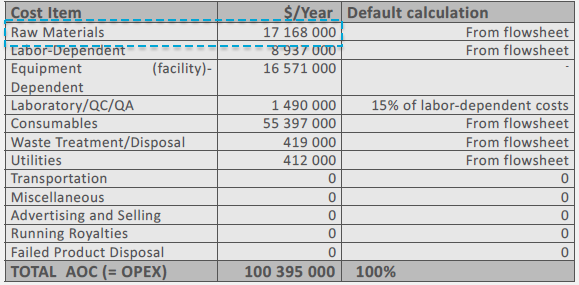 Cost Item $/Year Default calculation
Raw Materials 17 168 000 From flowsheet
Labor-Dependent 8 937 000 From flowsheet
Equipment (facility)- 16 571 000 -
Dependent
Laboratory/QC/QA 1 490 000 15% of labor-dependent costs
Consumables 55 397 000 From flowsheet
Waste Treatment/Disposal 419 000 From flowsheet
Utilities 412 000 From flowsheet
Transportation 0 0
Miscellaneous 0 0
Advertising and Selling 0 0
Running Royalties 0 0
Failed Product Disposal 0 0
TOTAL AOC (= OPEX) 100 395 000 100%